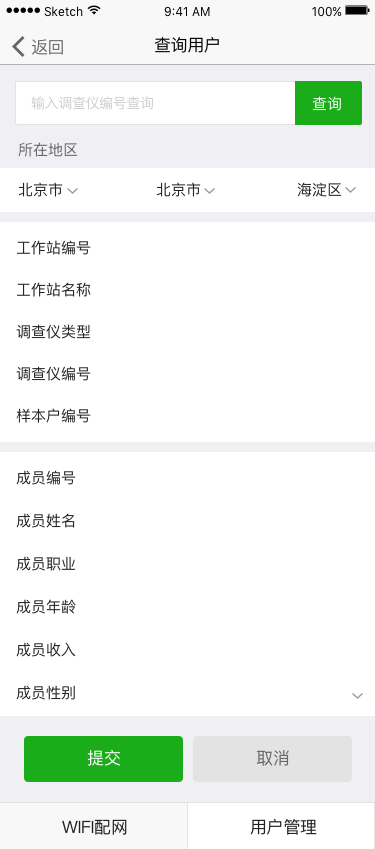 ●●●●● Sketch 9:41 AM 100%
返回 查询用户
输入调查仪编号查询 查询
所在地区
北京市 北京市 海淀区
工作站编号
工作站名称
调查仪类型
调查仪编号
样本户编号
成员编号
成员姓名
成员职业
成员年龄
成员收入
成员性别
提交 取消
WIFI配网 用户管理